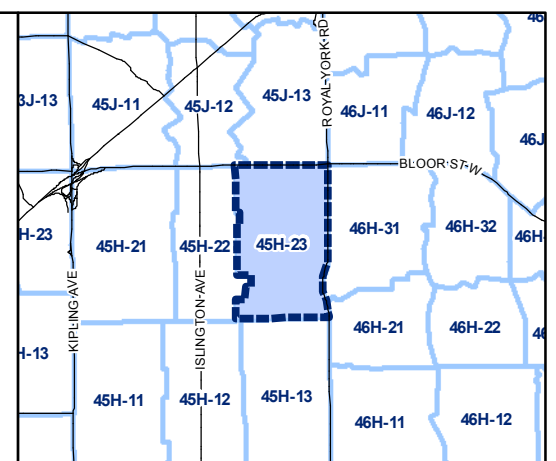 46
3J-13
45J-11
45J-12
45J-13
ROYAL YORK RD
46J-11
46J-12
46J
BLOOR ST W
H-23
45H-21
45H-22
45H-23
46H-31
46H-32
46H
KIPLING AVE
ISLINGTON AVE
46H-21
46H-22
46
H-13
45H-11
45H-12
45H-13
46H-11
46H-12